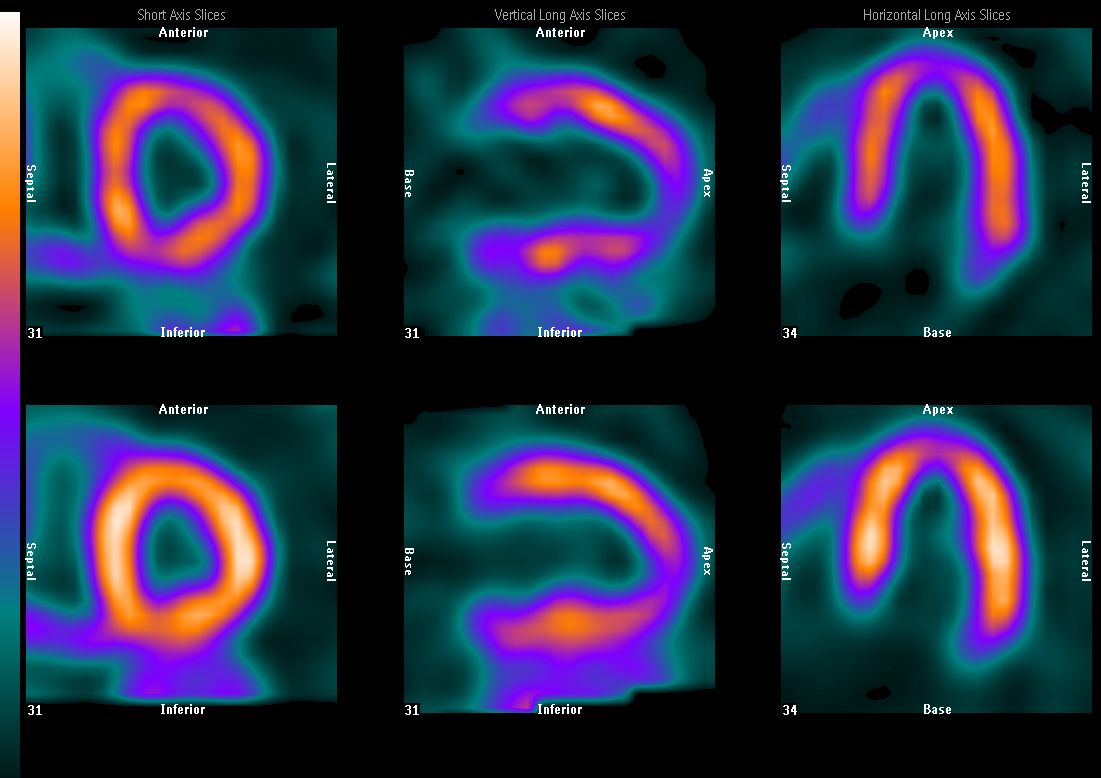 Short Axis Slices
Vertical Long Axis Slices
Horizontal Long Axis Slices
Anterior
Anterior
Apex
Septal
Lateral
Base
Apex
Septal
Lateral
31
Inferior
31
Inferior
34
Base
Anterior
Anterior
Apex
Septal
Lateral
Base
Apex
Septal
Lateral
31
Inferior
31
Inferior
34
Base